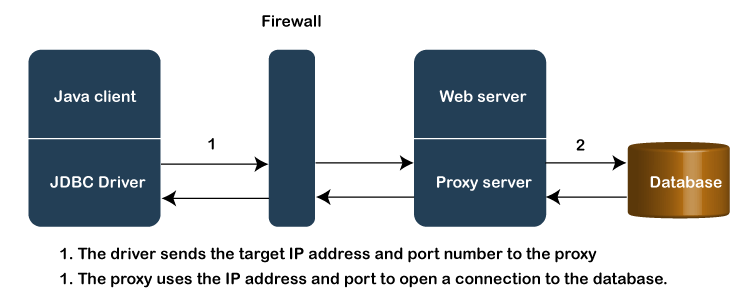 Firewall
Java client
Web server
1
2
JDBC Driver
Proxy server
Database
1. The driver sends the target IP address and port number to the proxy
1. The proxy uses the IP address and port to open a connection to the database.